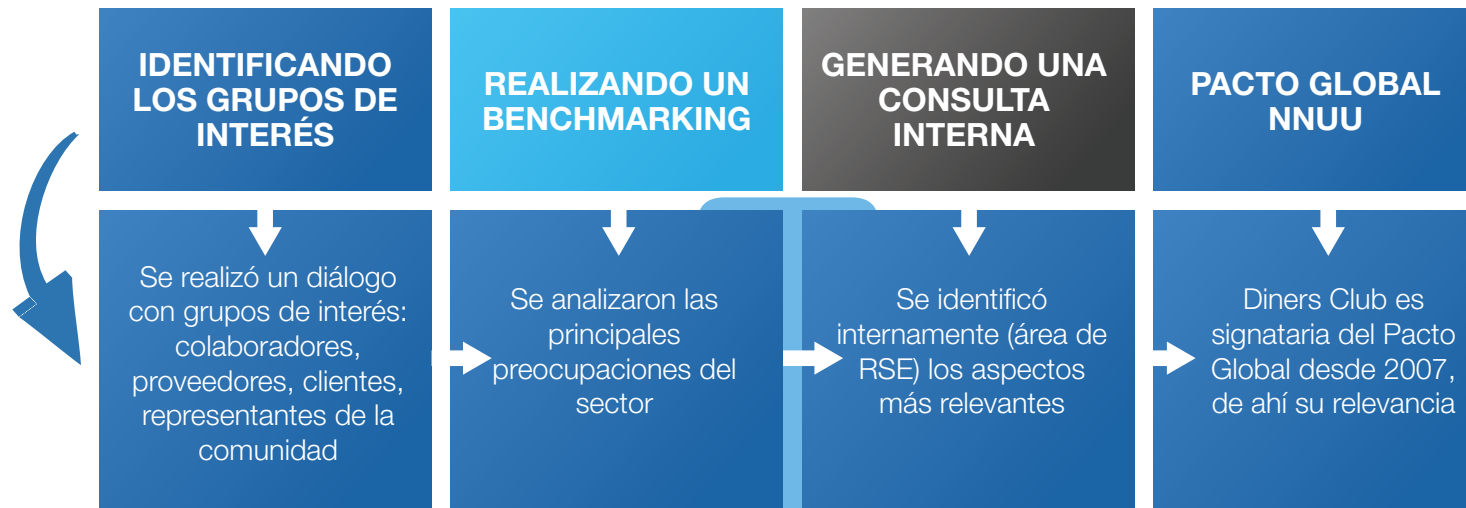 IDENTIFICANDO
LOS GRUPOS DE
INTERÉS
REALIZANDO UN
BENCHMARKING
GENERANDO UNA
CONSULTA
INTERNA
PACTO GLOBAL
NNUU
Se realizó un diálogo
con grupos de interés:
colaboradores,
proveedores, clientes,
representantes de la
comunidad
Se analizaron las
principales
preocupaciones del
sector
Se identificó
internamente (área de
RSE) los aspectos
más relevantes
Diners Club es
signataria del Pacto
Global desde 2007,
de ahí su relevancia